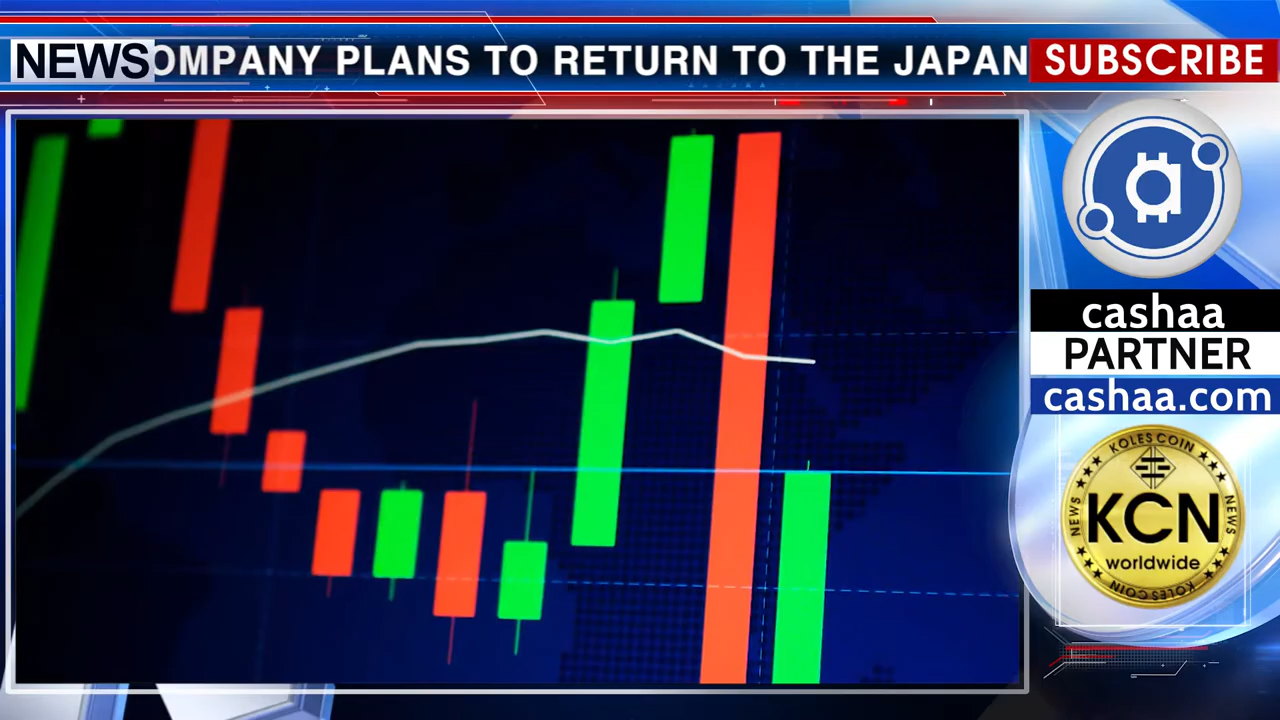 NEWS
OMPANY PLANS TO RETURN TO THE JAPAN
SUBSCRIBE
cashaa
PARTNER
cashaa.com
KOLES COIN
NEWS
KCN
NEWS
worldwide
KOLES COIN